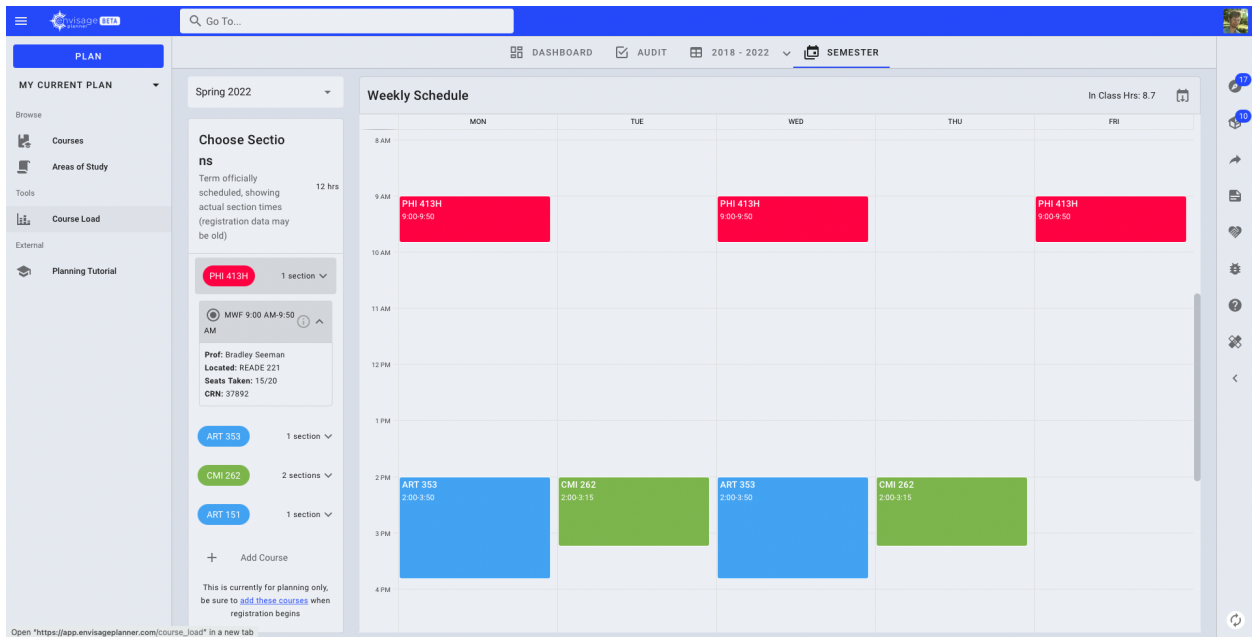 envisage BETA
planner
Go To...
17
10
PLAN
MY CURRENT PLAN
Browse
Courses
Areas of Study
Tools
Course Load
External
Planning Tutorial
DASHBOARD
AUDIT
2018 - 2022
SEMESTER
Spring 2022
Choose Sectio
ns
Term officially
scheduled, showing
actual section times
(registration data may
be old)
12 hrs
PHI 413H 1 section
MWF 9:00 AM-9:50
AM
Prof: Bradley Seeman
Located: READE 221
Seats Taken: 15/20
CRN: 37892
ART 353 1 section
CMI 262 2 sections
ART 151 1 section
+ Add Course
This is currently for planning only,
be sure to add these courses when
registration begins
Weekly Schedule
In Class Hrs: 8.7
MON TUE WED THU FRI
8 AM
9 AM
PHI 413H
9:00-9:50
PHI 413H
9:00-9:50
PHI 413H
9:00-9:50
10 AM
11 AM
12 PM
1 PM
2 PM
ART 353
2:00-3:50
CMI 262
2:00-3:15
ART 353
2:00-3:50
CMI 262
2:00-3:15
3 PM
4 PM
Open "https://app.envisageplanner.com/course_load" in a new tab